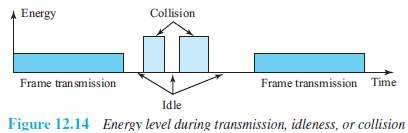 Energy
Collision
Frame transmission
Frame transmission
Time
Idle
Figure 12.14 Energy level during transmission, idleness, or collision